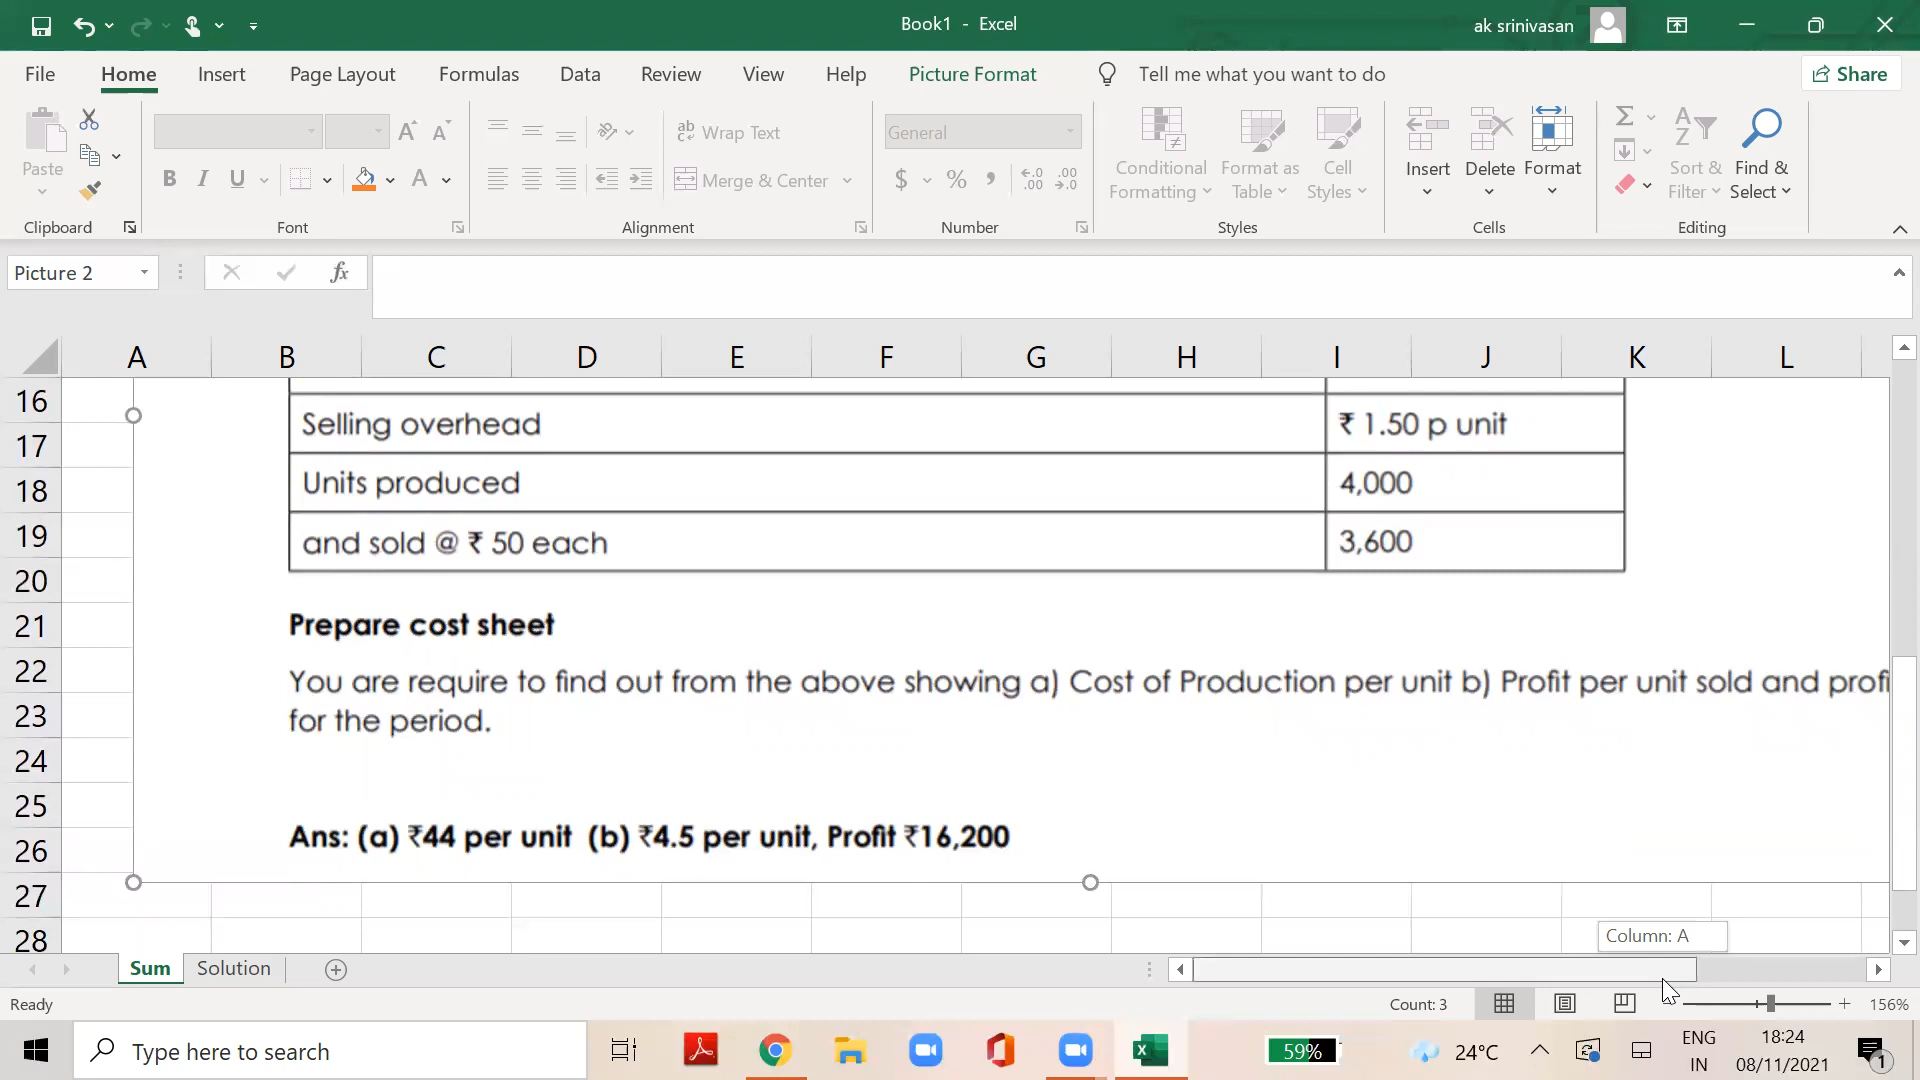 Book1 - Excel
ak srinivasan
File Home Insert Page Layout Formulas Data Review View Help Picture Format Tell me what you want to do Share
Paste
Wrap Text
Merge & Center
General
Conditional Formatting
Format as Table
Cell Styles
Insert
Delete
Format
Sort & Filter
Find & Select
Clipboard Font Alignment Number Styles Cells Editing
Picture 2 fx
A B C D E F G H I J K L
16
Selling overhead ₹ 1.50 p unit
17
18
Units produced 4,000
19
and sold @ ₹ 50 each 3,600
20
21
Prepare cost sheet
22
You are require to find out from the above showing a) Cost of Production per unit b) Profit per unit sold and profi
23
for the period.
24
25
26
Ans: (a) ₹44 per unit (b) ₹4.5 per unit, Profit ₹16,200
27
28
Column: A
Sum Solution
Ready Count: 3 156%
Type here to search
59%
24°C
ENG
IN
18:24
08/11/2021
1